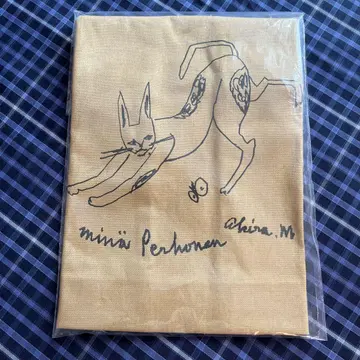 minä Perhonen
akira.M